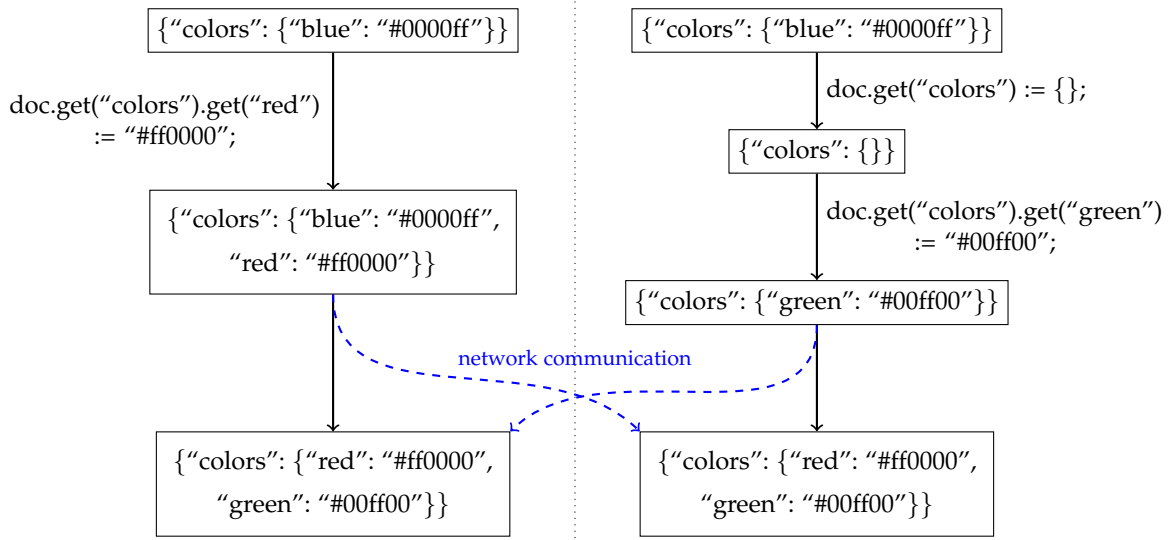 {“colors”: {“blue”: “#0000ff”}}
doc.get(“colors”).get(“red”)
:= “#ff0000”;
{“colors”: {“blue”: “#0000ff”,
“red”: “#ff0000”}}
{“colors”: {“blue”: “#0000ff”}}
doc.get(“colors”) := {};
{“colors”: {}}
doc.get(“colors”).get(“green”)
:= “#00ff00”;
{“colors”: {“green”: “#00ff00”}}
network communication
{“colors”: {“red”: “#ff0000”,
“green”: “#00ff00”}}
{“colors”: {“red”: “#ff0000”,
“green”: “#00ff00”}}